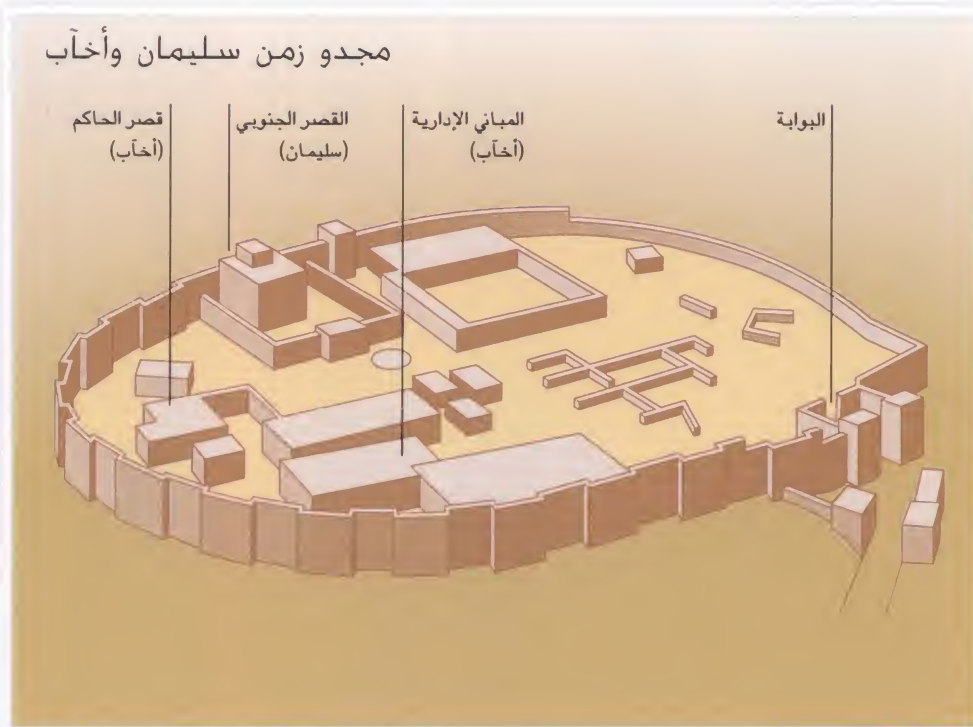 مجدو زمن سليمان وأخآب
البوابة
المباني الإدارية
(أخآب)
القصر الجنوبي
(سليمان)
قصر الحاكم
(أخآب)